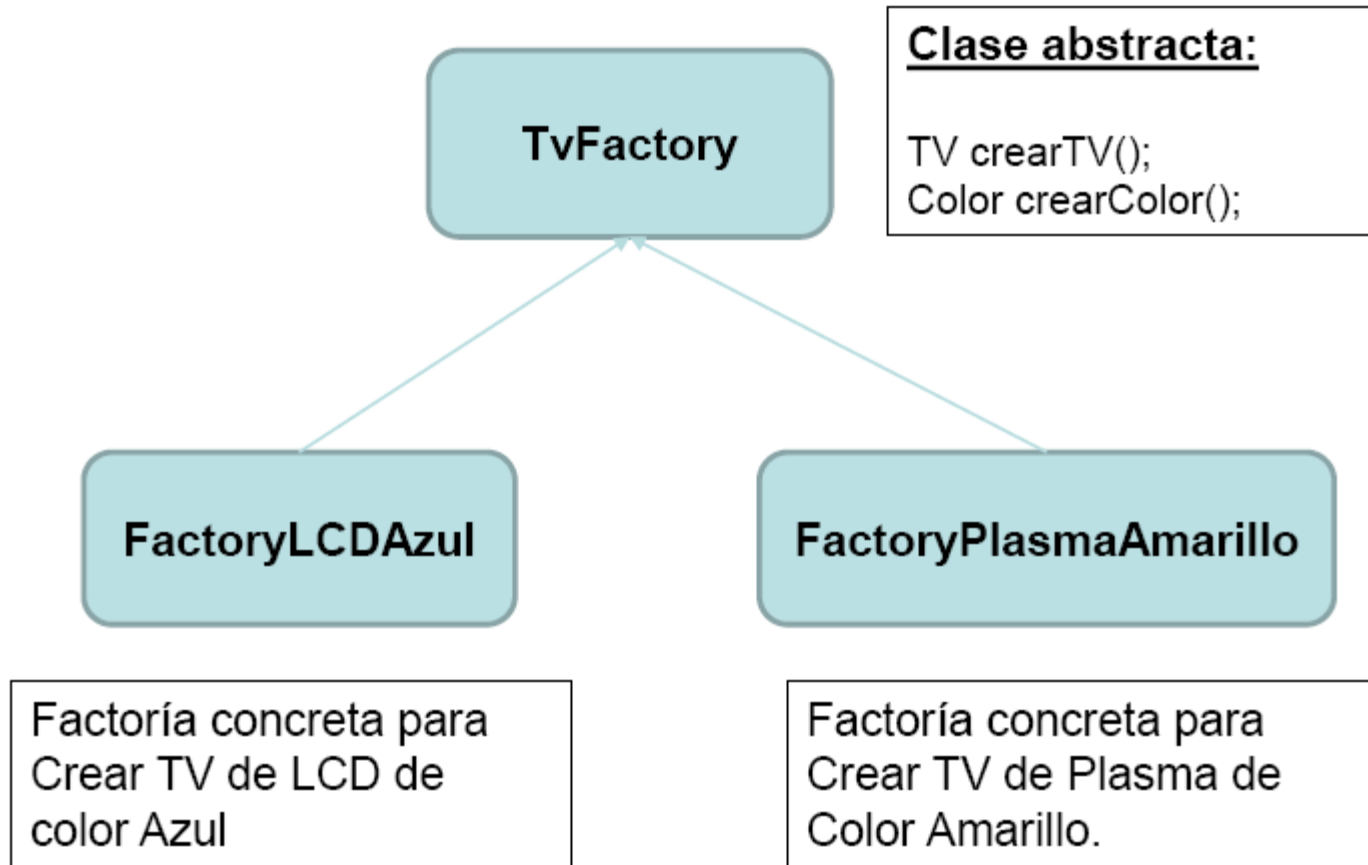 TvFactory
Clase abstracta:
TV crearTV();
Color crearColor();
FactoryLCDAzul
FactoryPlasmaAmarillo
Factoría concreta para
Crear TV de LCD de
color Azul
Factoría concreta para
Crear TV de Plasma de
Color Amarillo.